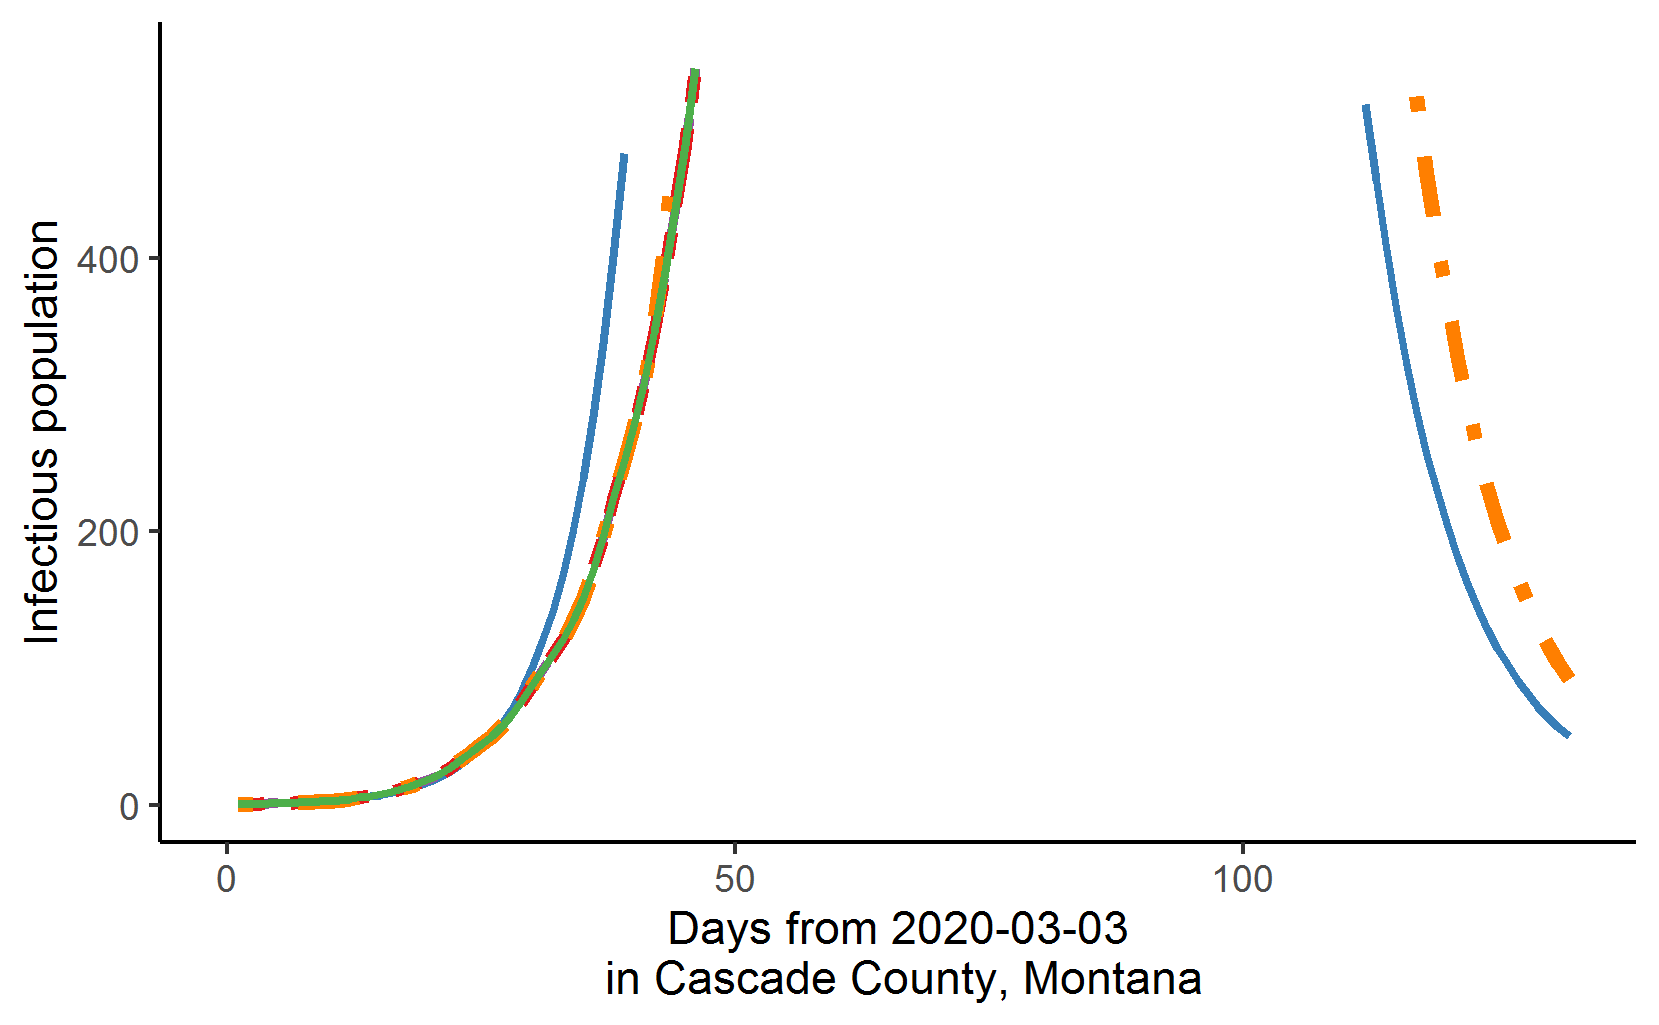 Infectious population
400
200
0
0
50
100
Days from 2020-03-03
in Cascade County, Montana